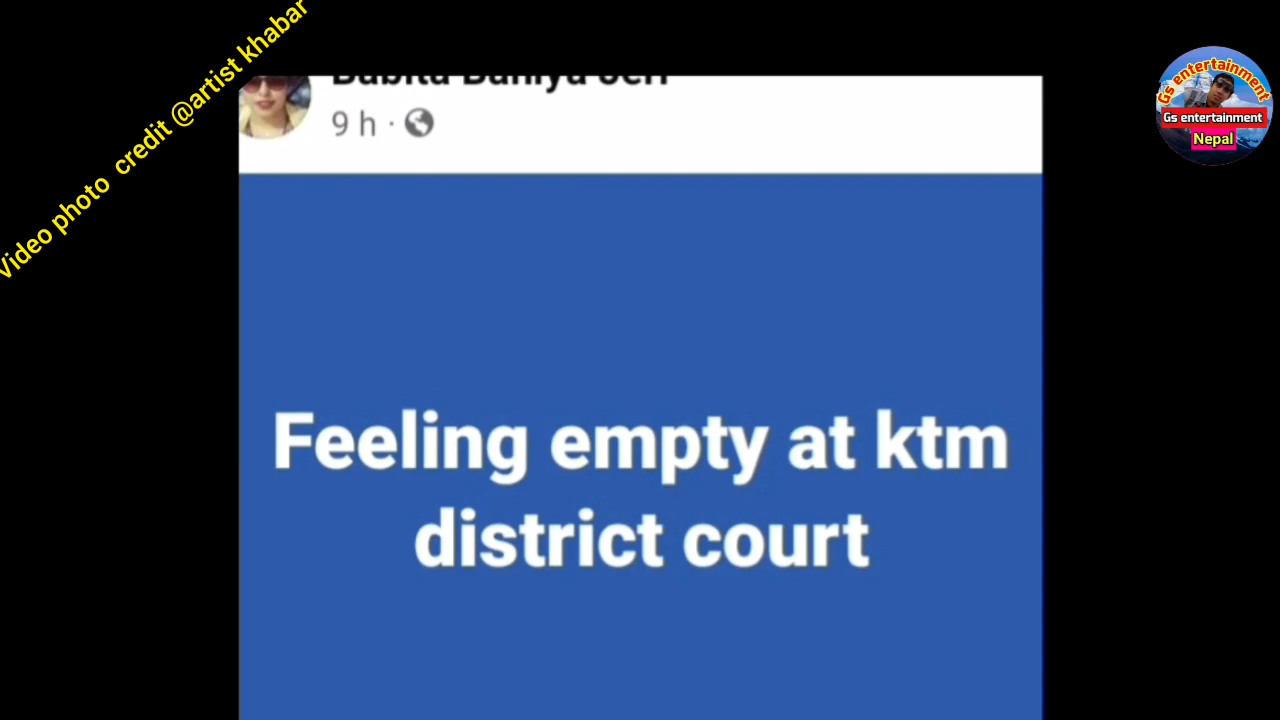 Video photo credit @artist khabar
Gs entertainment
Gs entertainment
Nepal
9 h ·
Feeling empty at ktm
district court